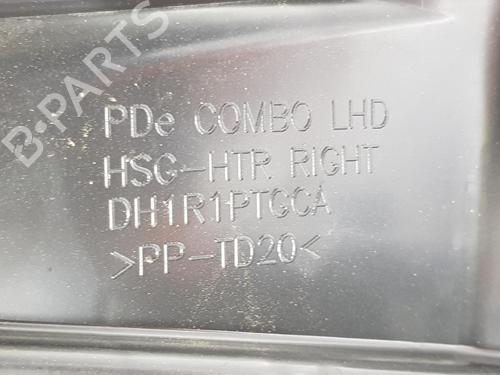 B-PARTS
PDe COMBO LHD
HSG-HTR RIGHT
DH1R1PTGCA
>PP-TD20<